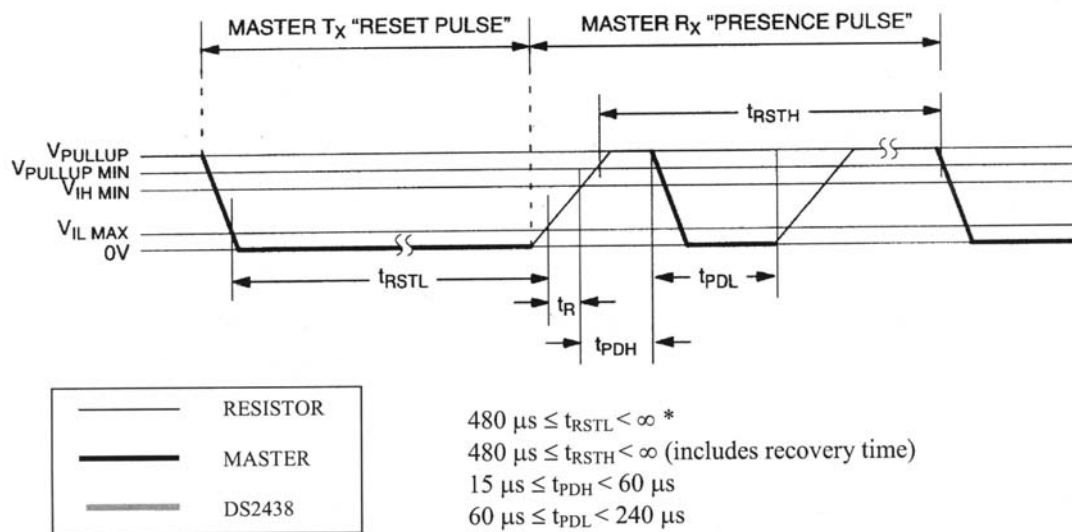 MASTER TX “RESET PULSE” MASTER RX “PRESENCE PULSE”
tRSTH
VPULLUP
VPULLUP MIN
VIH MIN
VIL MAX
0V
tRSTL
tPDL
tR
tPDH
RESISTOR
MASTER
DS2438
480 μs ≤ tRSTL < ∞ *
480 μs ≤ tRSTH < ∞ (includes recovery time)
15 μs ≤ tPDH < 60 μs
60 μs ≤ tPDL < 240 μs